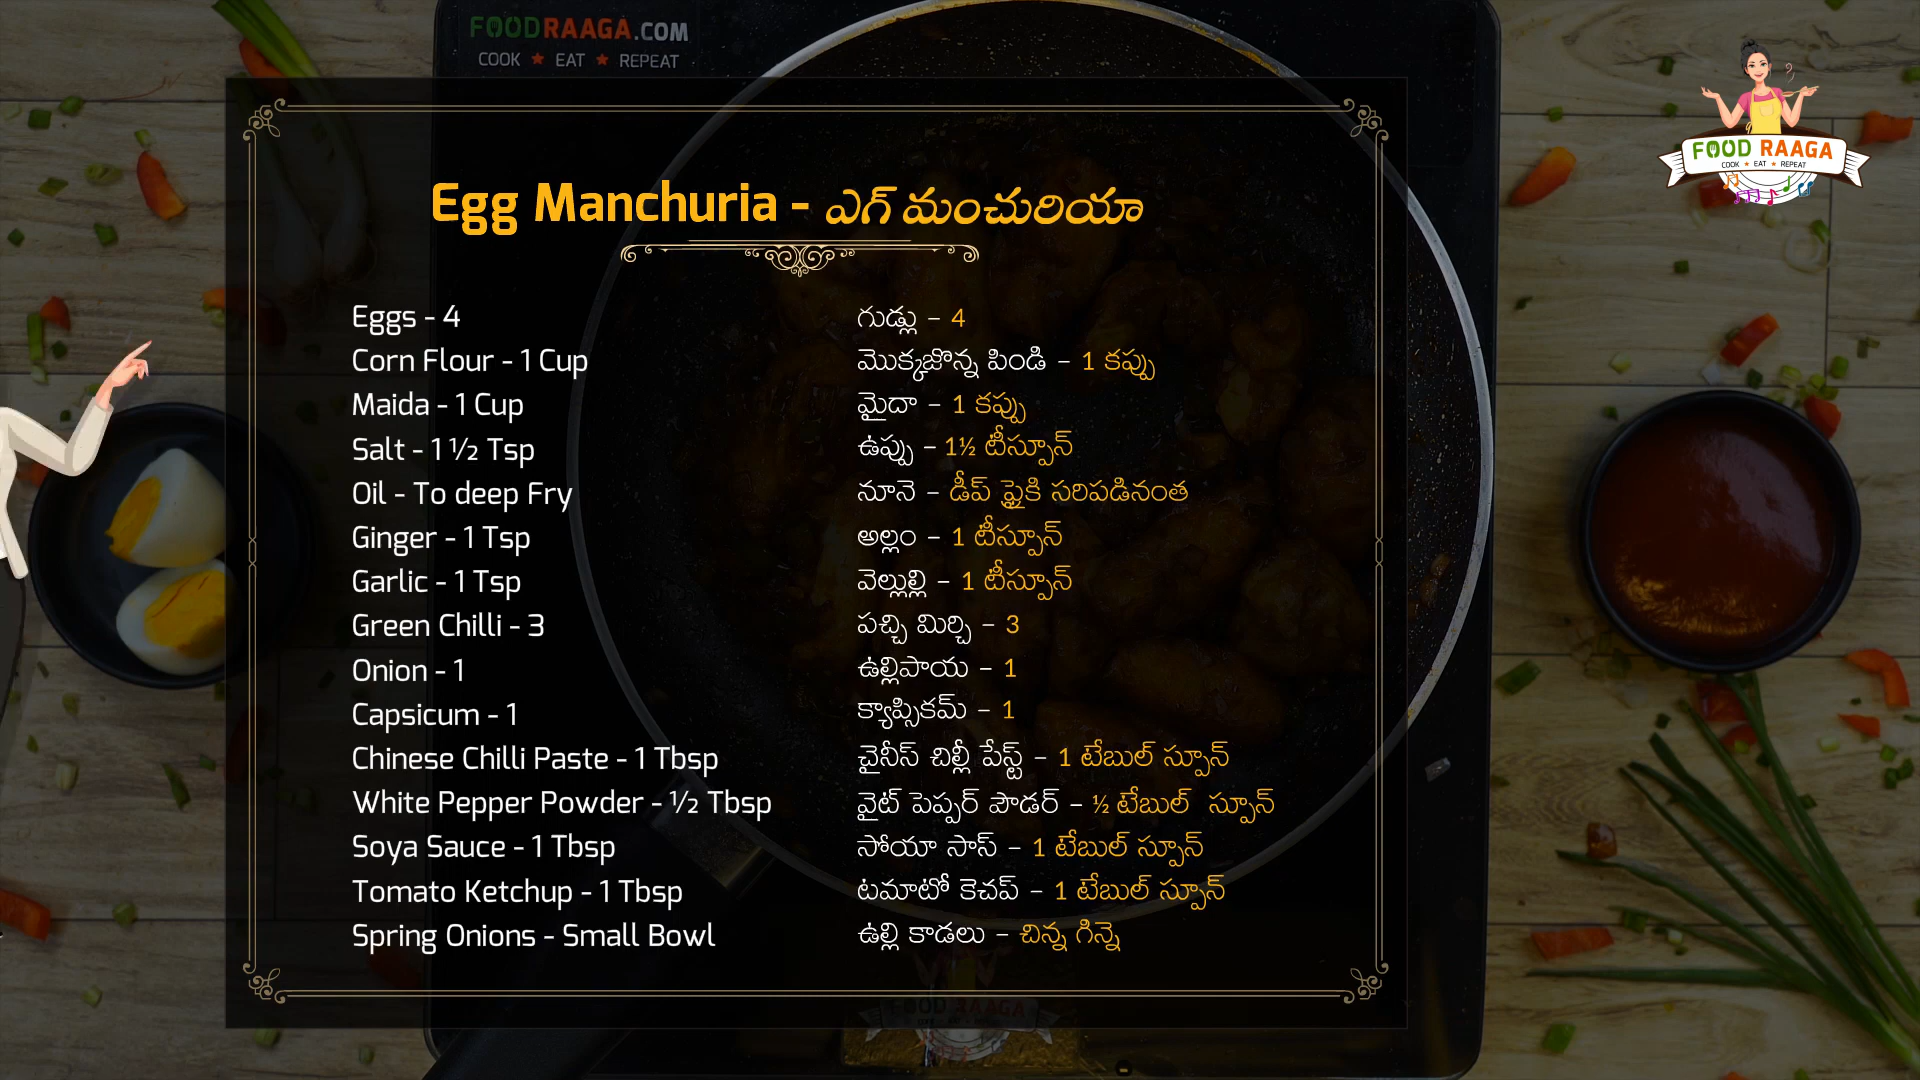 FOODRAAGA.COM
COOK ★ EAT ★ REPEAT
FOOD RAAGA
COOK ★ EAT ★ REPEAT
Egg Manchuria - ఎగ్ మంచురియా
Eggs - 4
గుడ్లు - 4
Corn Flour - 1 Cup
మొక్కజొన్న పిండి - 1 కప్పు
Maida - 1 Cup
మైదా - 1 కప్పు
Salt - 1 ½ Tsp
ఉప్పు - 1½ టీస్పూన్
Oil - To deep Fry
నూనె - డీప్ ఫ్రైకి సరిపడినంత
Ginger - 1 Tsp
అల్లం - 1 టీస్పూన్
Garlic - 1 Tsp
వెల్లుల్లి - 1 టీస్పూన్
Green Chilli - 3
పచ్చి మిర్చి - 3
Onion - 1
ఉల్లిపాయ - 1
Capsicum - 1
క్యాప్సికమ్ - 1
Chinese Chilli Paste - 1 Tbsp
చైనీస్ చిల్లీ పేస్ట్ - 1 టేబుల్ స్పూన్
White Pepper Powder - ½ Tbsp
వైట్ పెప్పర్ పౌడర్ - ½ టేబుల్ స్పూన్
Soya Sauce - 1 Tbsp
సోయా సాస్ - 1 టేబుల్ స్పూన్
Tomato Ketchup - 1 Tbsp
టమాటో కెచప్ - 1 టేబుల్ స్పూన్
Spring Onions - Small Bowl
ఉల్లి కాడలు - చిన్న గిన్నె
FOOD RAAGA